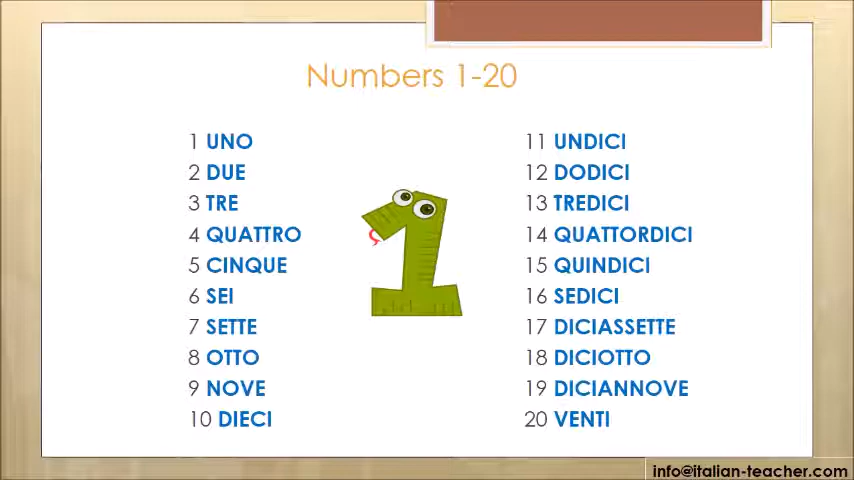 Numbers 1-20
1 UNO
2 DUE
3 TRE
4 QUATTRO
5 CINQUE
6 SEI
7 SETTE
8 OTTO
9 NOVE
10 DIECI
11 UNDICI
12 DODICI
13 TREDICI
14 QUATTORDICI
15 QUINDICI
16 SEDICI
17 DICIASSETTE
18 DICIOTTO
19 DICIANNOVE
20 VENTI
info@italian-teacher.com